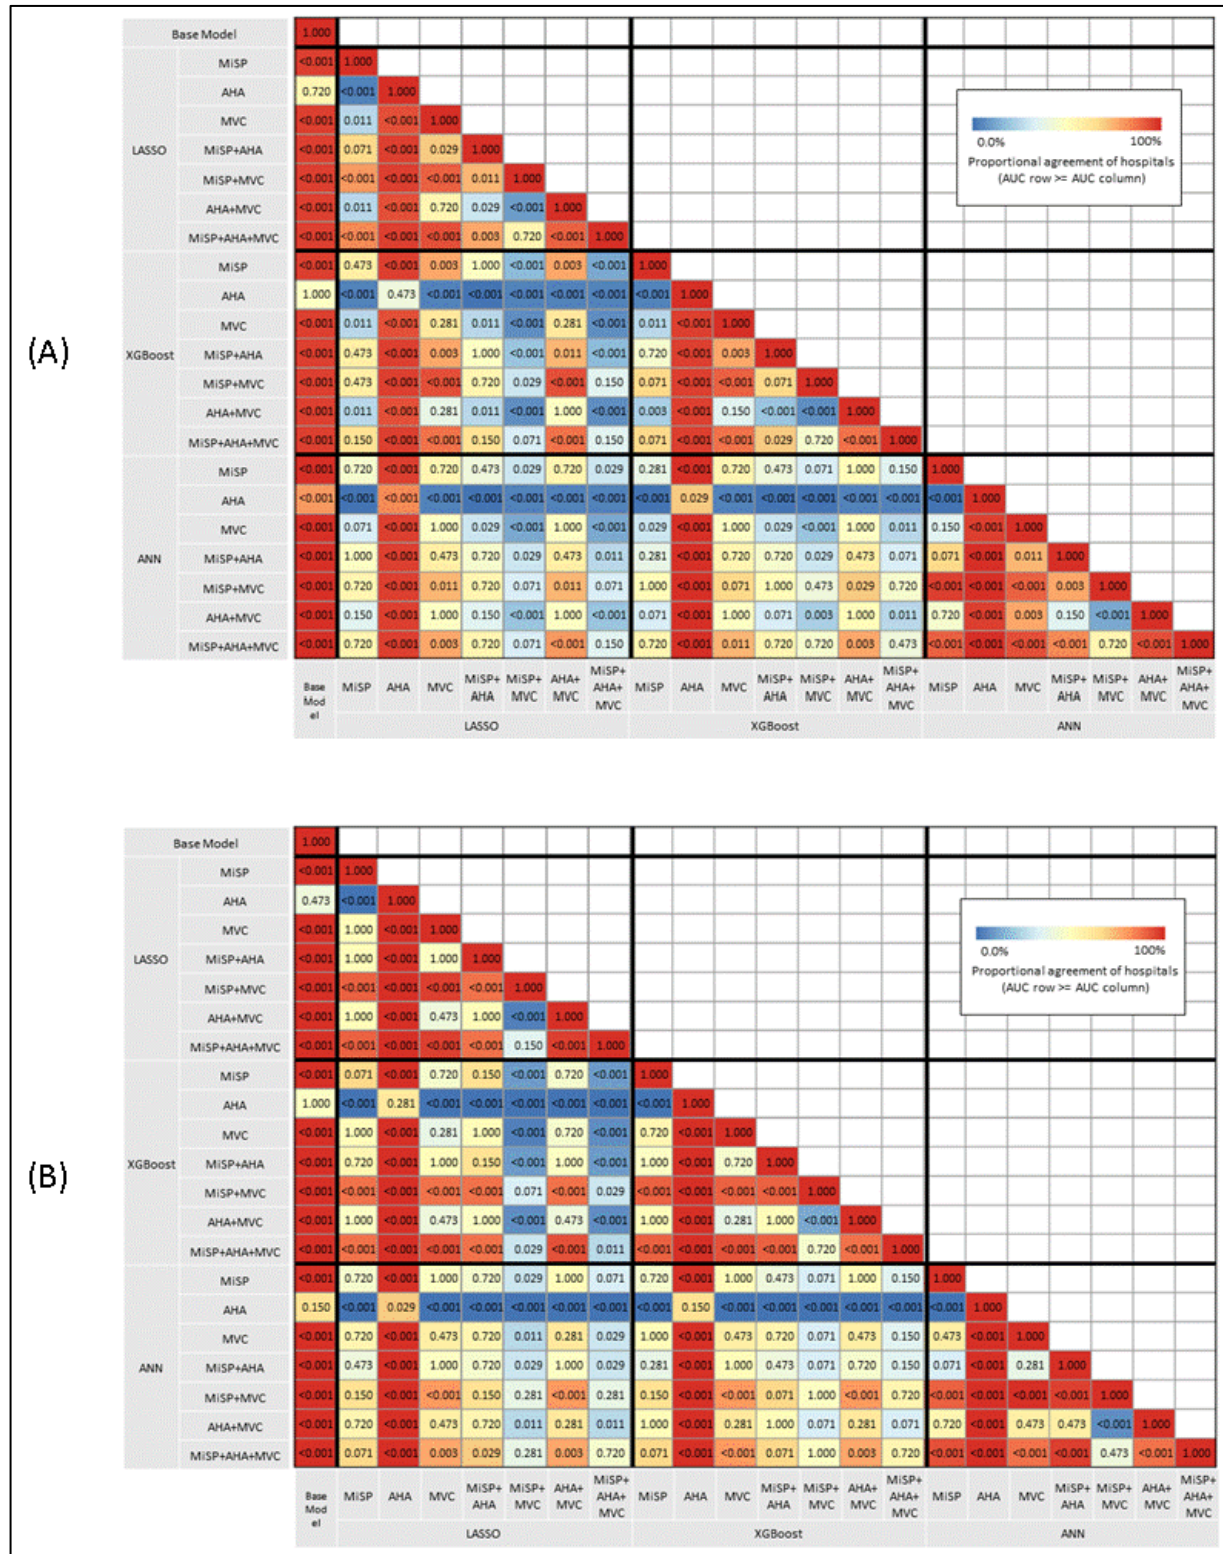 Base Model 1.000
MiSP <0.001 1.000
AHA 0.720 <0.001 1.000
0.0% 100%
MVC <0.001 0.011 <0.001 1.000
Proportional agreement of hospitals
(AUC row >= AUC column)
LASSO MiSP+AHA <0.001 0.071 <0.001 0.029 1.000
MiSP+MVC <0.001 <0.001 <0.001 <0.001 0.011 1.000
AHA+MVC <0.001 0.011 <0.001 0.720 0.029 <0.001 1.000
MiSP+AHA+MVC <0.001 <0.001 <0.001 <0.001 0.003 0.720 <0.001 1.000
MiSP <0.001 0.473 <0.001 0.003 1.000 <0.001 0.003 <0.001 1.000
AHA 1.000 <0.001 0.473 <0.001 <0.001 <0.001 <0.001 <0.001 <0.001 1.000
MVC <0.001 0.011 <0.001 0.281 0.011 <0.001 0.281 <0.001 0.011 <0.001 1.000
(A)
XGBoost MiSP+AHA <0.001 0.473 <0.001 0.003 1.000 <0.001 0.011 <0.001 0.720 <0.001 0.003 1.000
MiSP+MVC <0.001 0.473 <0.001 <0.001 0.720 0.029 <0.001 0.150 0.071 <0.001 <0.001 0.071 1.000
AHA+MVC <0.001 0.011 <0.001 0.281 0.011 <0.001 1.000 <0.001 0.003 <0.001 0.150 <0.001 <0.001 1.000
MiSP+AHA+MVC <0.001 0.150 <0.001 <0.001 0.150 0.071 <0.001 0.150 0.071 <0.001 <0.001 0.029 0.720 <0.001 1.000
MiSP <0.001 0.720 <0.001 0.720 0.473 0.029 0.720 0.029 0.281 <0.001 0.720 0.473 0.071 1.000 0.150 1.000
AHA <0.001 <0.001 <0.001 <0.001 <0.001 <0.001 <0.001 <0.001 <0.001 0.029 <0.001 <0.001 <0.001 <0.001 <0.001 <0.001 1.000
MVC <0.001 0.071 <0.001 1.000 0.029 <0.001 1.000 <0.001 0.029 <0.001 1.000 0.029 <0.001 1.000 0.011 0.150 <0.001 1.000
ANN MiSP+AHA <0.001 1.000 <0.001 0.473 0.720 0.029 0.473 0.011 0.281 <0.001 0.720 0.720 0.029 0.473 0.071 0.071 <0.001 0.011 1.000
MiSP+MVC <0.001 0.720 <0.001 0.011 0.720 0.071 0.011 0.071 1.000 <0.001 0.071 1.000 0.473 0.029 0.720 <0.001 <0.001 <0.001 0.003 1.000
AHA+MVC <0.001 0.150 <0.001 1.000 0.150 <0.001 1.000 <0.001 0.071 <0.001 1.000 0.071 0.003 1.000 0.011 0.720 <0.001 0.003 0.150 <0.001 1.000
MiSP+AHA+MVC <0.001 0.720 <0.001 0.003 0.720 0.071 <0.001 0.150 0.720 <0.001 0.011 0.720 0.720 0.003 0.473 <0.001 <0.001 <0.001 <0.001 0.720 <0.001 1.000
Base Mod el MiSP AHA MVC MiSP+ AHA MiSP+ MVC AHA+ MVC MiSP+ AHA+ MVC MiSP AHA MVC MiSP+ AHA MiSP+ MVC AHA+ MVC MiSP+ AHA+ MVC MiSP AHA MVC MiSP+ AHA MiSP+ MVC AHA+ MVC MiSP+ AHA+ MVC
LASSO XGBoost ANN
Base Model 1.000
MiSP <0.001 1.000
AHA 0.473 <0.001 1.000
0.0% 100%
MVC <0.001 1.000 <0.001 1.000
Proportional agreement of hospitals
(AUC row >= AUC column)
LASSO MiSP+AHA <0.001 1.000 <0.001 1.000 1.000
MiSP+MVC <0.001 <0.001 <0.001 <0.001 <0.001 1.000
AHA+MVC <0.001 1.000 <0.001 0.473 1.000 <0.001 1.000
MiSP+AHA+MVC <0.001 <0.001 <0.001 <0.001 <0.001 0.150 <0.001 1.000
MiSP <0.001 0.071 <0.001 0.720 0.150 <0.001 0.720 <0.001 1.000
AHA 1.000 <0.001 0.281 <0.001 <0.001 <0.001 <0.001 <0.001 <0.001 1.000
MVC <0.001 1.000 <0.001 0.281 1.000 <0.001 0.720 <0.001 0.720 <0.001 1.000
(B)
XGBoost MiSP+AHA <0.001 0.720 <0.001 1.000 0.150 <0.001 1.000 <0.001 1.000 <0.001 0.720 1.000
MiSP+MVC <0.001 <0.001 <0.001 <0.001 <0.001 0.071 <0.001 0.029 <0.001 <0.001 <0.001 <0.001 1.000
AHA+MVC <0.001 1.000 <0.001 0.473 1.000 <0.001 0.473 <0.001 1.000 <0.001 0.281 1.000 <0.001 1.000
MiSP+AHA+MVC <0.001 <0.001 <0.001 <0.001 <0.001 0.029 <0.001 0.011 <0.001 <0.001 <0.001 <0.001 0.720 <0.001 1.000
MiSP <0.001 0.720 <0.001 1.000 0.720 0.029 1.000 0.071 0.720 <0.001 1.000 0.473 0.071 1.000 0.150 1.000
AHA 0.150 <0.001 0.029 <0.001 <0.001 <0.001 <0.001 <0.001 <0.001 0.150 <0.001 <0.001 <0.001 <0.001 <0.001 <0.001 1.000
MVC <0.001 0.720 <0.001 0.473 0.720 0.011 0.281 0.029 1.000 <0.001 0.473 0.720 0.071 0.473 0.150 0.473 <0.001 1.000
ANN MiSP+AHA <0.001 0.473 <0.001 1.000 0.720 0.029 1.000 0.029 0.281 <0.001 1.000 0.473 0.071 0.720 0.150 0.071 <0.001 0.281 1.000
MiSP+MVC <0.001 0.150 <0.001 <0.001 0.150 0.281 <0.001 0.281 0.150 <0.001 <0.001 0.071 1.000 <0.001 0.720 <0.001 <0.001 <0.001 <0.001 1.000
AHA+MVC <0.001 0.720 <0.001 0.473 0.720 0.011 0.281 0.011 1.000 <0.001 0.281 1.000 0.071 0.281 0.071 0.720 <0.001 0.473 0.473 <0.001 1.000
MiSP+AHA+MVC <0.001 0.071 <0.001 0.003 0.029 0.281 0.003 0.720 0.071 <0.001 <0.001 0.071 1.000 0.003 0.720 <0.001 <0.001 <0.001 <0.001 0.473 <0.001 1.000
Base Mod el MiSP AHA MVC MiSP+ AHA MiSP+ MVC AHA+ MVC MiSP+ AHA+ MVC MiSP AHA MVC MiSP+ AHA MiSP+ MVC AHA+ MVC MiSP+ AHA+ MVC MiSP AHA MVC MiSP+ AHA MiSP+ MVC AHA+ MVC MiSP+ AHA+ MVC
LASSO XGBoost ANN